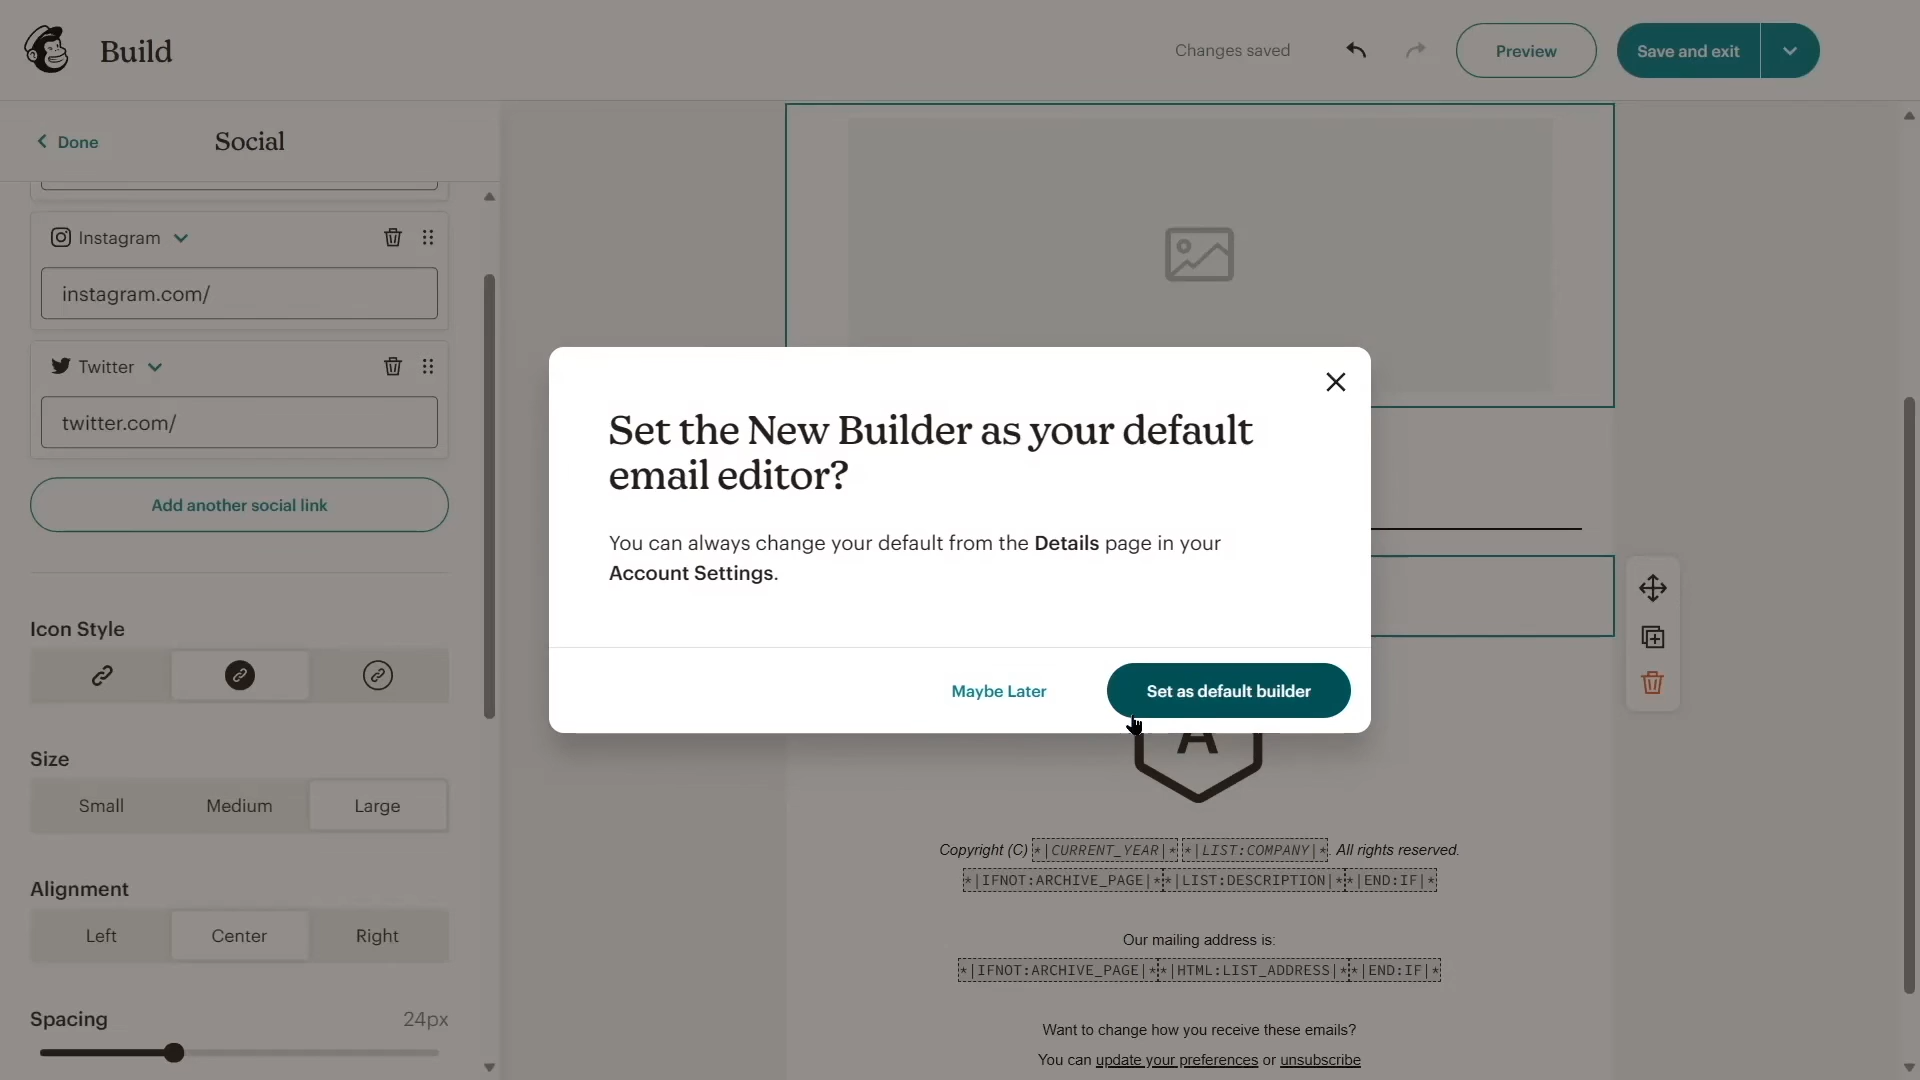 Build
Changes saved
Preview
Save and exit
Done
Social
Instagram
instagram.com/
Twitter
twitter.com/
Add another social link
Icon Style
Size
Small
Medium
Large
Alignment
Left
Center
Right
Spacing
24px
Set the New Builder as your default
email editor?
You can always change your default from the Details page in your
Account Settings.
Maybe Later
Set as default builder
A
Copyright (C) *|CURRENT_YEAR|* *|LIST:COMPANY|*. All rights reserved.
*|IFNOT:ARCHIVE_PAGE|**|LIST:DESCRIPTION|**|END:IF|*
Our mailing address is:
*|IFNOT:ARCHIVE_PAGE|**|HTML:LIST_ADDRESS|**|END:IF|*
Want to change how you receive these emails?
You can update your preferences or unsubscribe